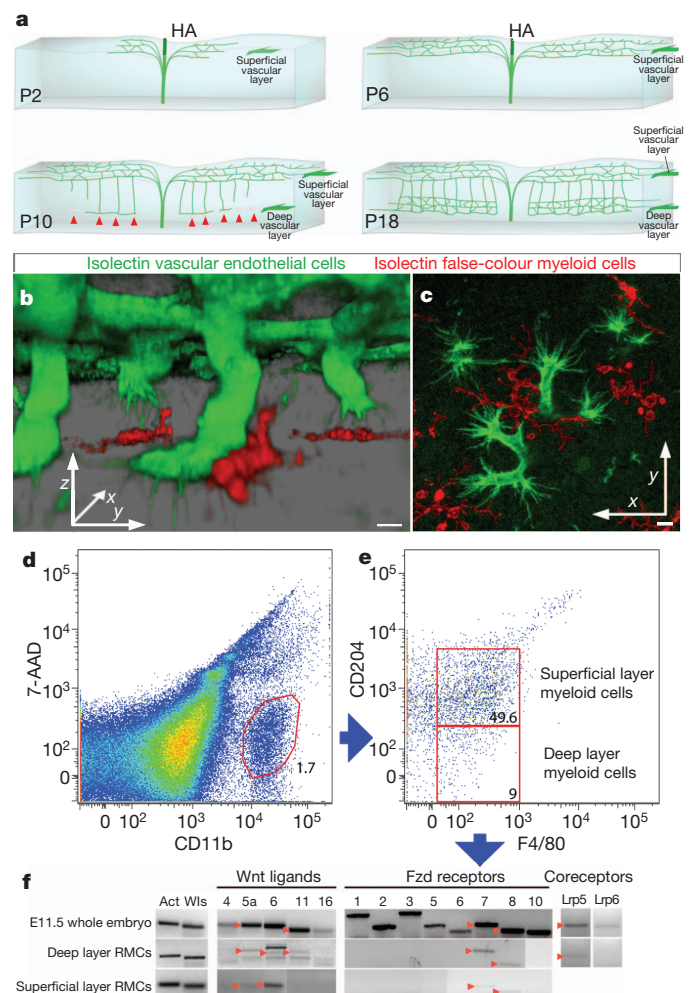 a
HA
HA
P2
Superficial
vascular
layer
P6
Superficial
vascular
layer
P10
Superficial
vascular
layer
Deep
vascular
layer
P18
Superficial
vascular
layer
Deep
vascular
layer
Isolectin vascular endothelial cells Isolectin false-colour myeloid cells
b
z
x
y
c
y
x
d
7-AAD
10⁵
10⁴
10³
10²
0
1.7
0 10² 10³ 10⁴ 10⁵
CD11b
e
CD204
10⁵
10⁴
10³
10²
0
49.6
9
Superficial layer
myeloid cells
Deep layer
myeloid cells
0 10² 10³ 10⁴ 10⁵
F4/80
f
Wnt ligands Fzd receptors Coreceptors
Act Wls 4 5a 6 11 16 1 2 3 5 6 7 8 10 Lrp5 Lrp6
E11.5 whole embryo
Deep layer RMCs
Superficial layer RMCs